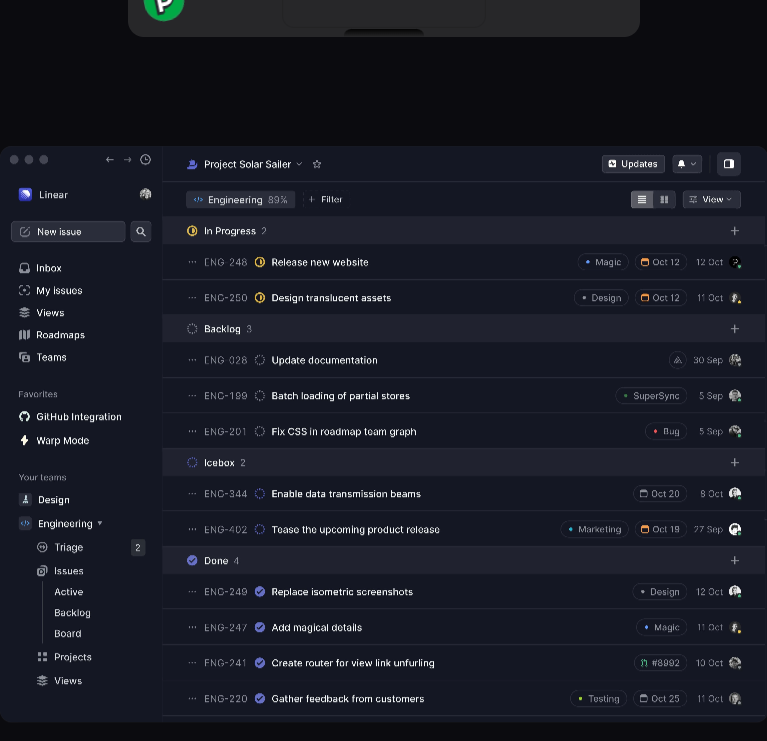 P
Project Solar Sailer
Updates
Linear
Engineering 89%
Filter
View
New issue
In Progress 2
Inbox
ENG-248 Release new website Magic Oct 12 12 Oct
My issues
ENG-250 Design translucent assets Design Oct 12 11 Oct
Views
Backlog 3
Roadmaps
Teams
ENG-028 Update documentation 30 Sep
Favorites
ENG-199 Batch loading of partial stores SuperSync 5 Sep
GitHub Integration
ENG-201 Fix CSS in roadmap team graph Bug 5 Sep
Warp Mode
Icebox 2
Your teams
ENG-344 Enable data transmission beams Oct 20 8 Oct
Design
Engineering
ENG-402 Tease the upcoming product release Marketing Oct 19 27 Sep
Triage 2
Done 4
Issues
Active
ENG-249 Replace isometric screenshots Design 12 Oct
Backlog
ENG-247 Add magical details Magic 11 Oct
Board
Projects
ENG-241 Create router for view link unfurling #8992 10 Oct
Views
ENG-220 Gather feedback from customers Testing Oct 25 11 Oct